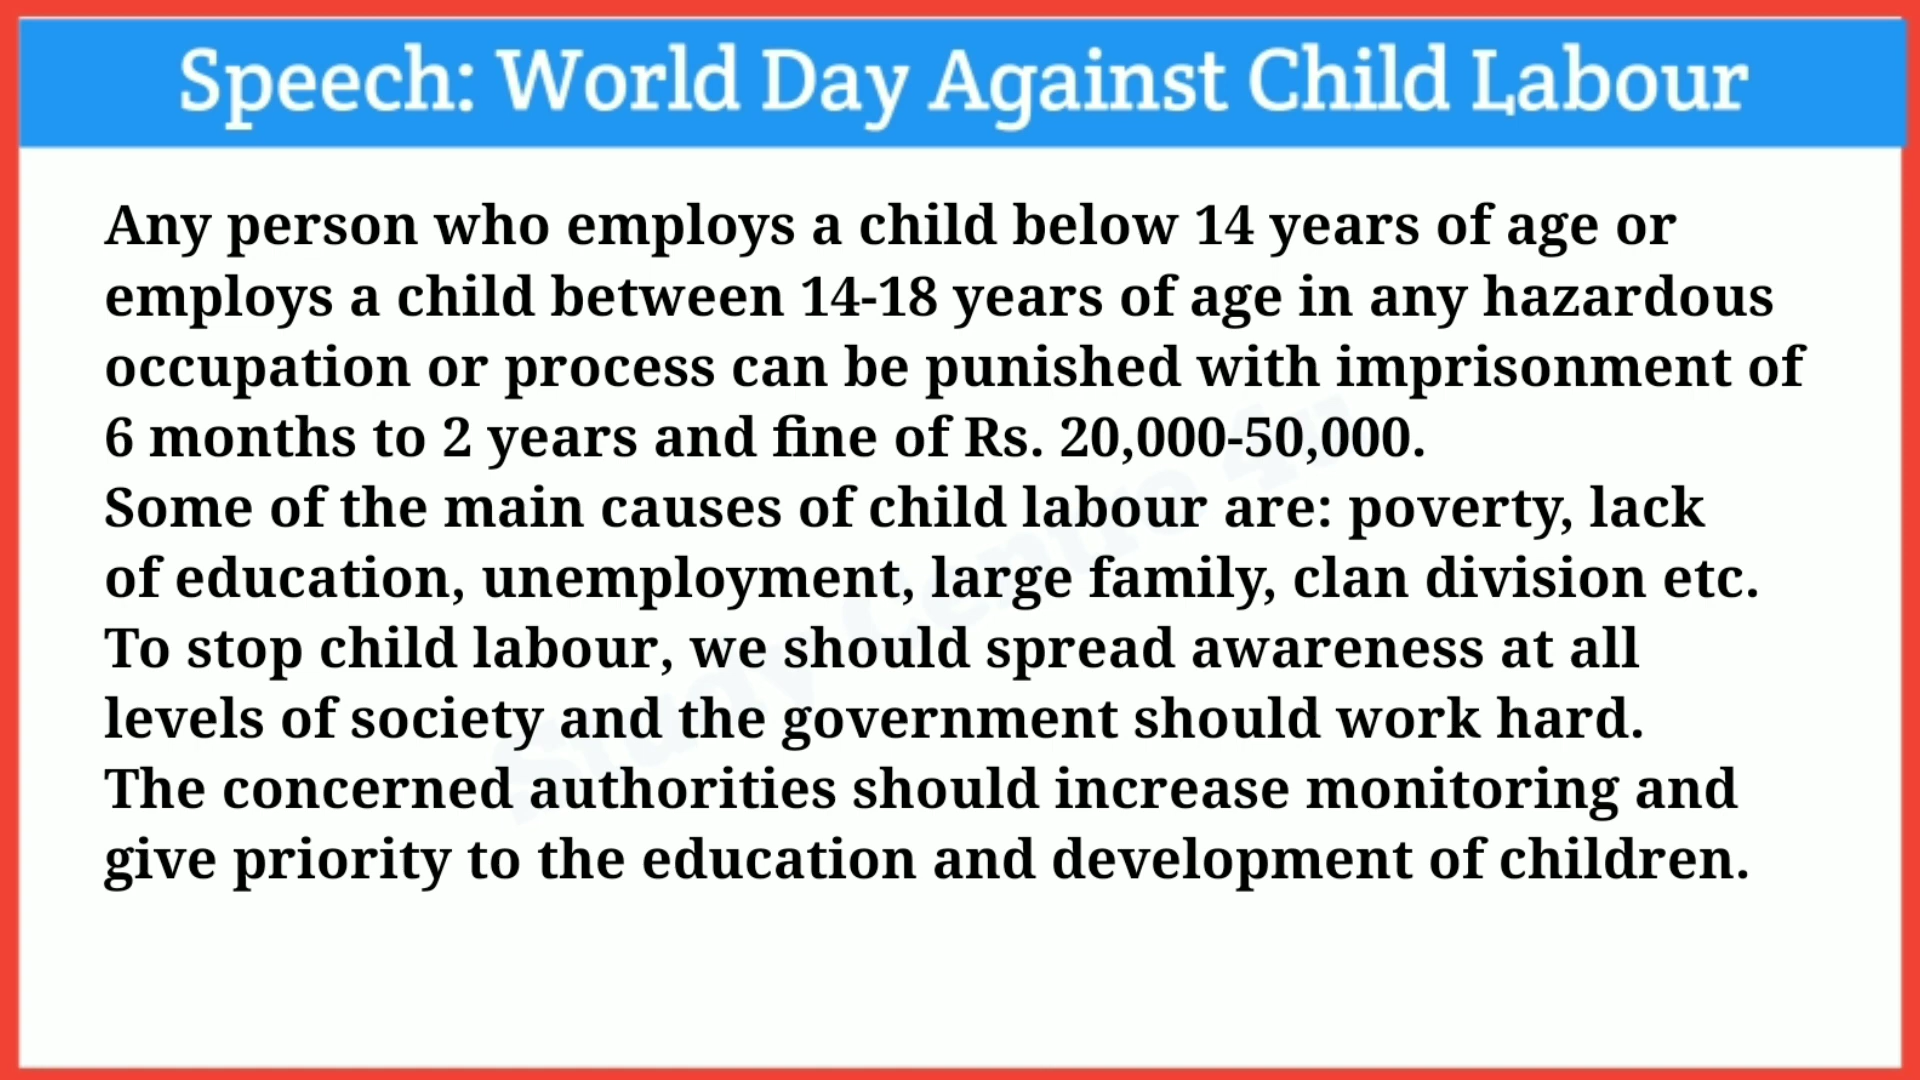 Speech: World Day Against Child Labour
Any person who employs a child below 14 years of age or
employs a child between 14-18 years of age in any hazardous
occupation or process can be punished with imprisonment of
6 months to 2 years and fine of Rs. 20,000-50,000.
Some of the main causes of child labour are: poverty, lack
of education, unemployment, large family, clan division etc.
To stop child labour, we should spread awareness at all
levels of society and the government should work hard.
The concerned authorities should increase monitoring and
give priority to the education and development of children.
Study Centre